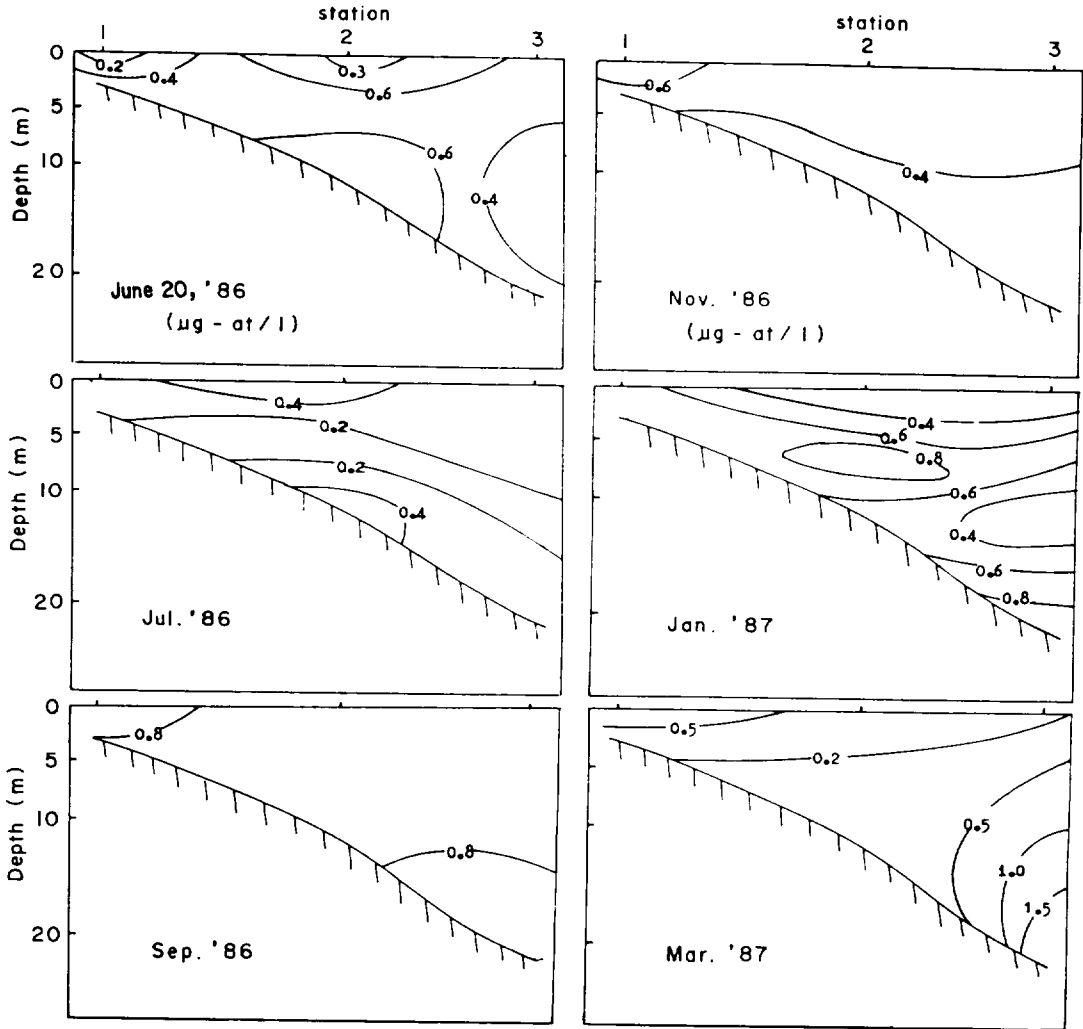 station
1 2 3
0
5
10
20
Depth (m)
0.2
0.4
0.3
0.6
0.6
0.4
June 20, '86
(μg - at / l)
station
1 2 3
0.6
0.4
Nov. '86
(μg - at / l)
0
5
10
20
Depth (m)
0.4
0.2
0.2
0.4
Jul. '86
0.4
0.6
0.8
0.6
0.4
0.6
0.8
Jan. '87
0
5
10
20
Depth (m)
0.8
0.8
Sep. '86
0.5
0.2
0.5
1.0
1.5
Mar. '87